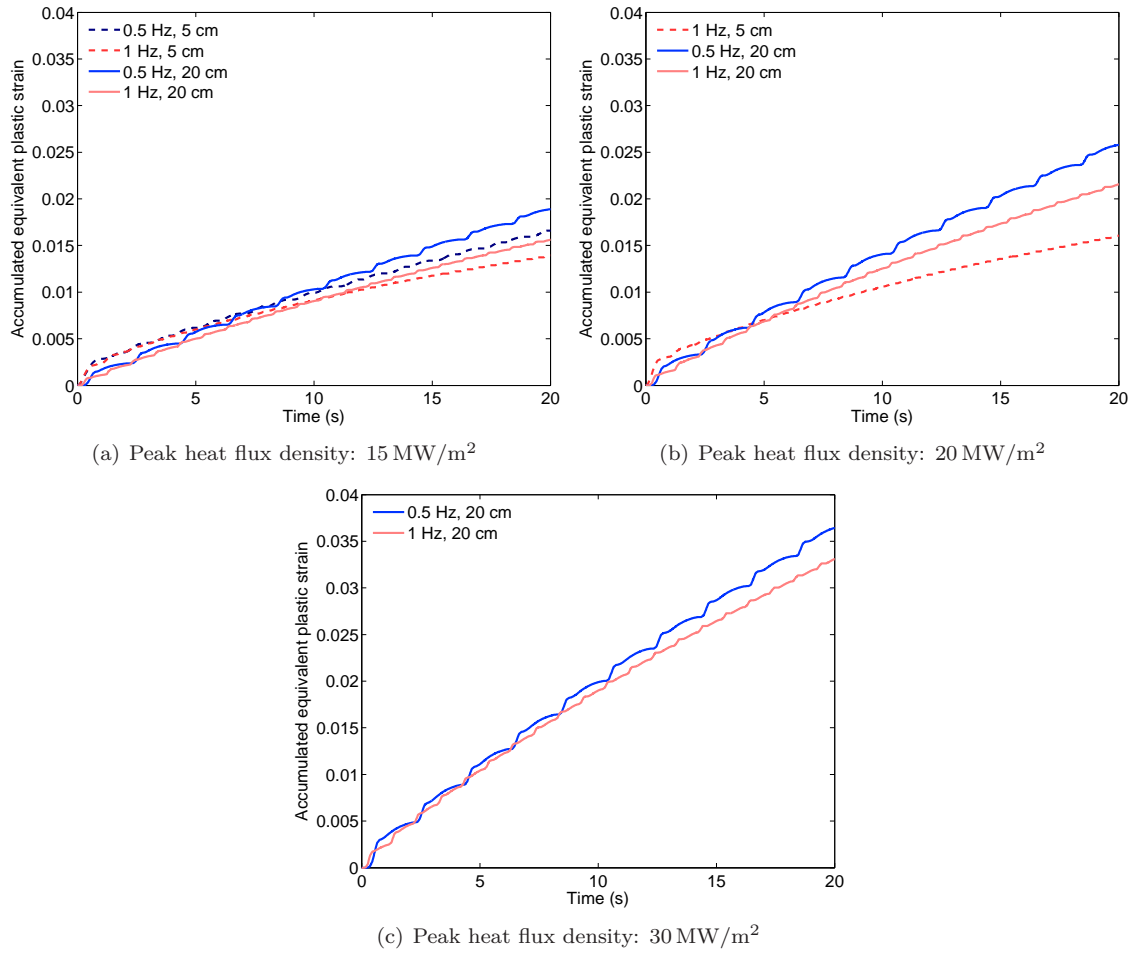 0.04
0.035
0.03
0.025
0.02
0.015
0.01
0.005
0
0 5 10 15 20
Accumulated equivalent plastic strain
Time (s)
0.5 Hz, 5 cm
1 Hz, 5 cm
0.5 Hz, 20 cm
1 Hz, 20 cm
(a) Peak heat flux density: 15 MW/m²
0.04
0.035
0.03
0.025
0.02
0.015
0.01
0.005
0
0 5 10 15 20
Accumulated equivalent plastic strain
Time (s)
1 Hz, 5 cm
0.5 Hz, 20 cm
1 Hz, 20 cm
(b) Peak heat flux density: 20 MW/m²
0.04
0.035
0.03
0.025
0.02
0.015
0.01
0.005
0
0 5 10 15 20
Accumulated equivalent plastic strain
Time (s)
0.5 Hz, 20 cm
1 Hz, 20 cm
(c) Peak heat flux density: 30 MW/m²